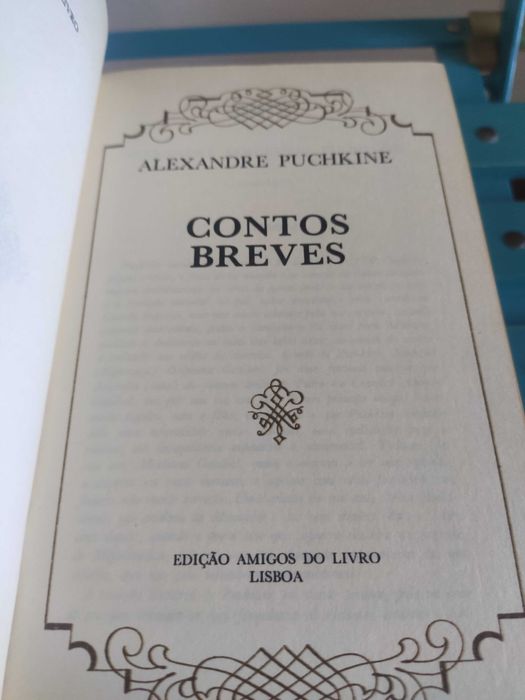 ALEXANDRE PUCHKINE
CONTOS
BREVES
EDIÇÃO AMIGOS DO LIVRO
LISBOA